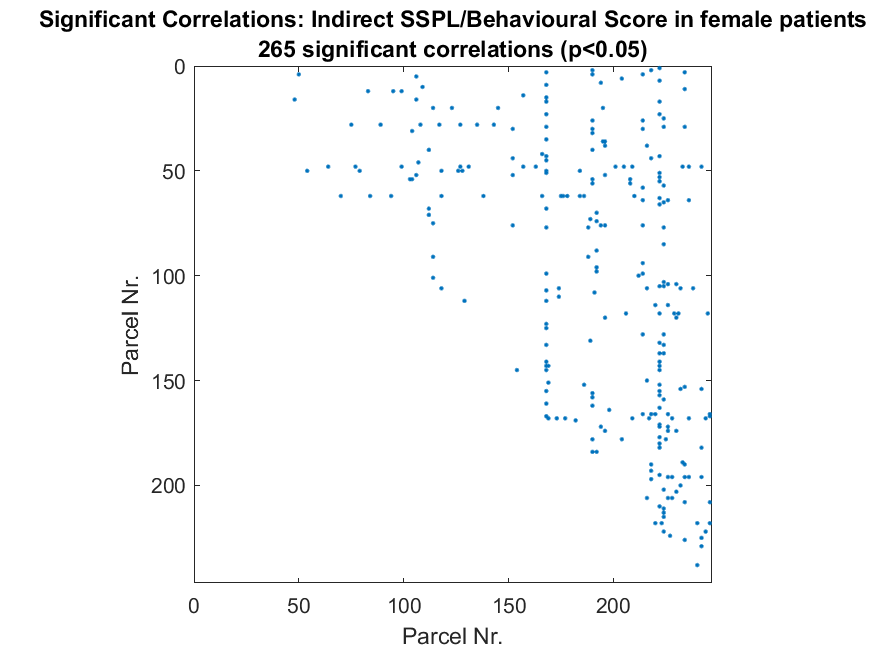 Significant Correlations: Indirect SSPL/Behavioural Score in female patients
265 significant correlations (p<0.05)
0
50
100
150
200
Parcel Nr.
0 50 100 150 200
Parcel Nr.